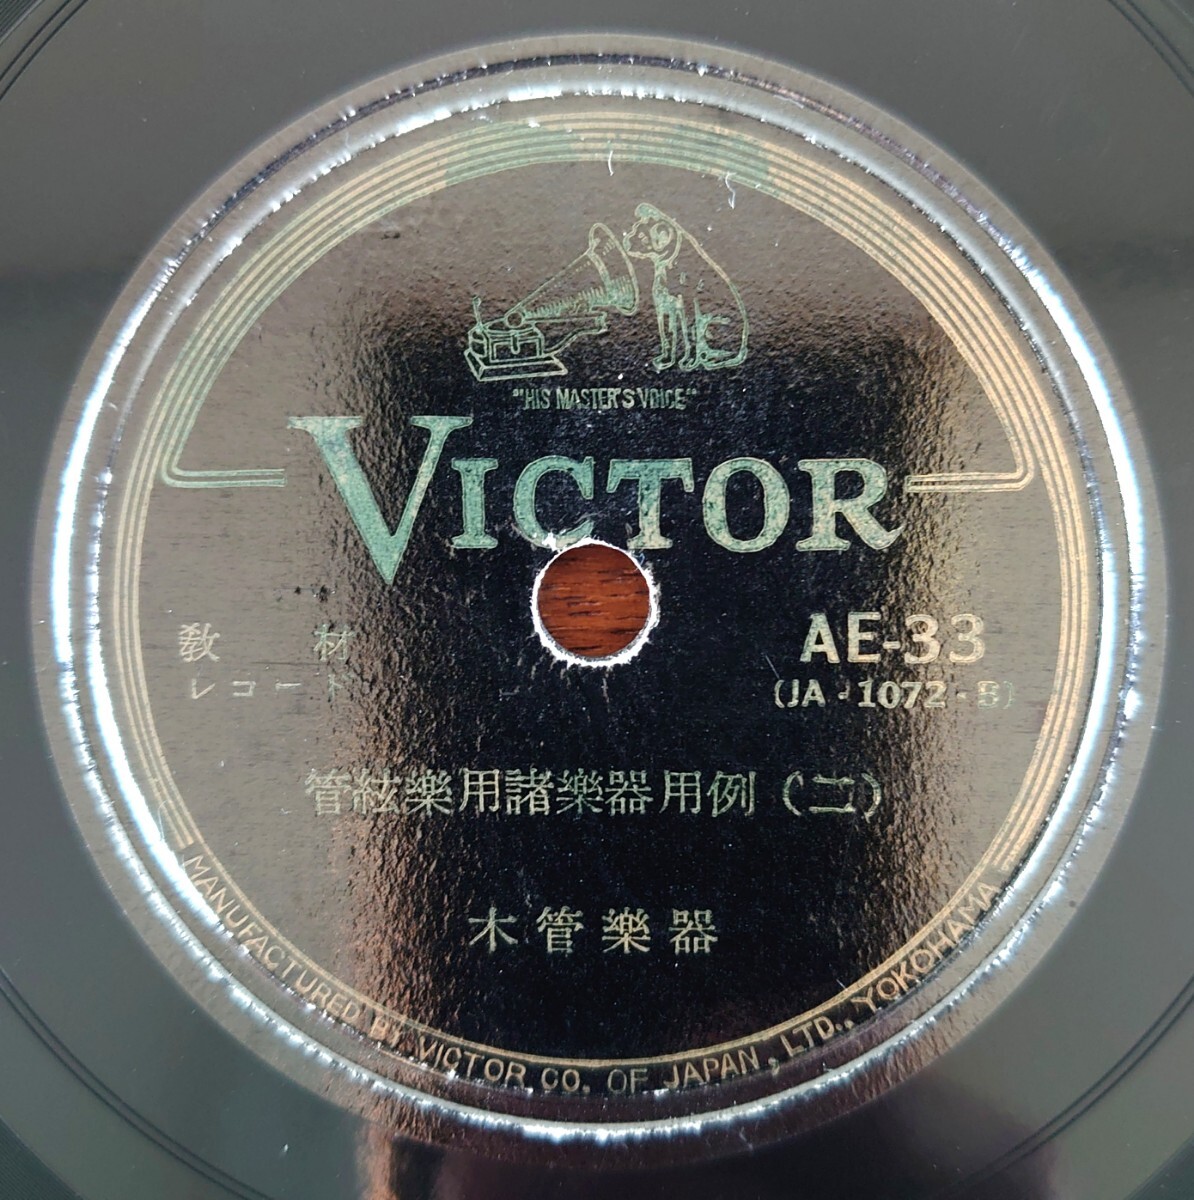 "HIS MASTER'S VOICE"
VICTOR
教材
レコード
AE-33
(JA-1072-B)
管絃樂用諸樂器用例(二)
木管樂器
MANUFACTURED BY VICTOR CO. OF JAPAN, LTD., YOKOHAMA